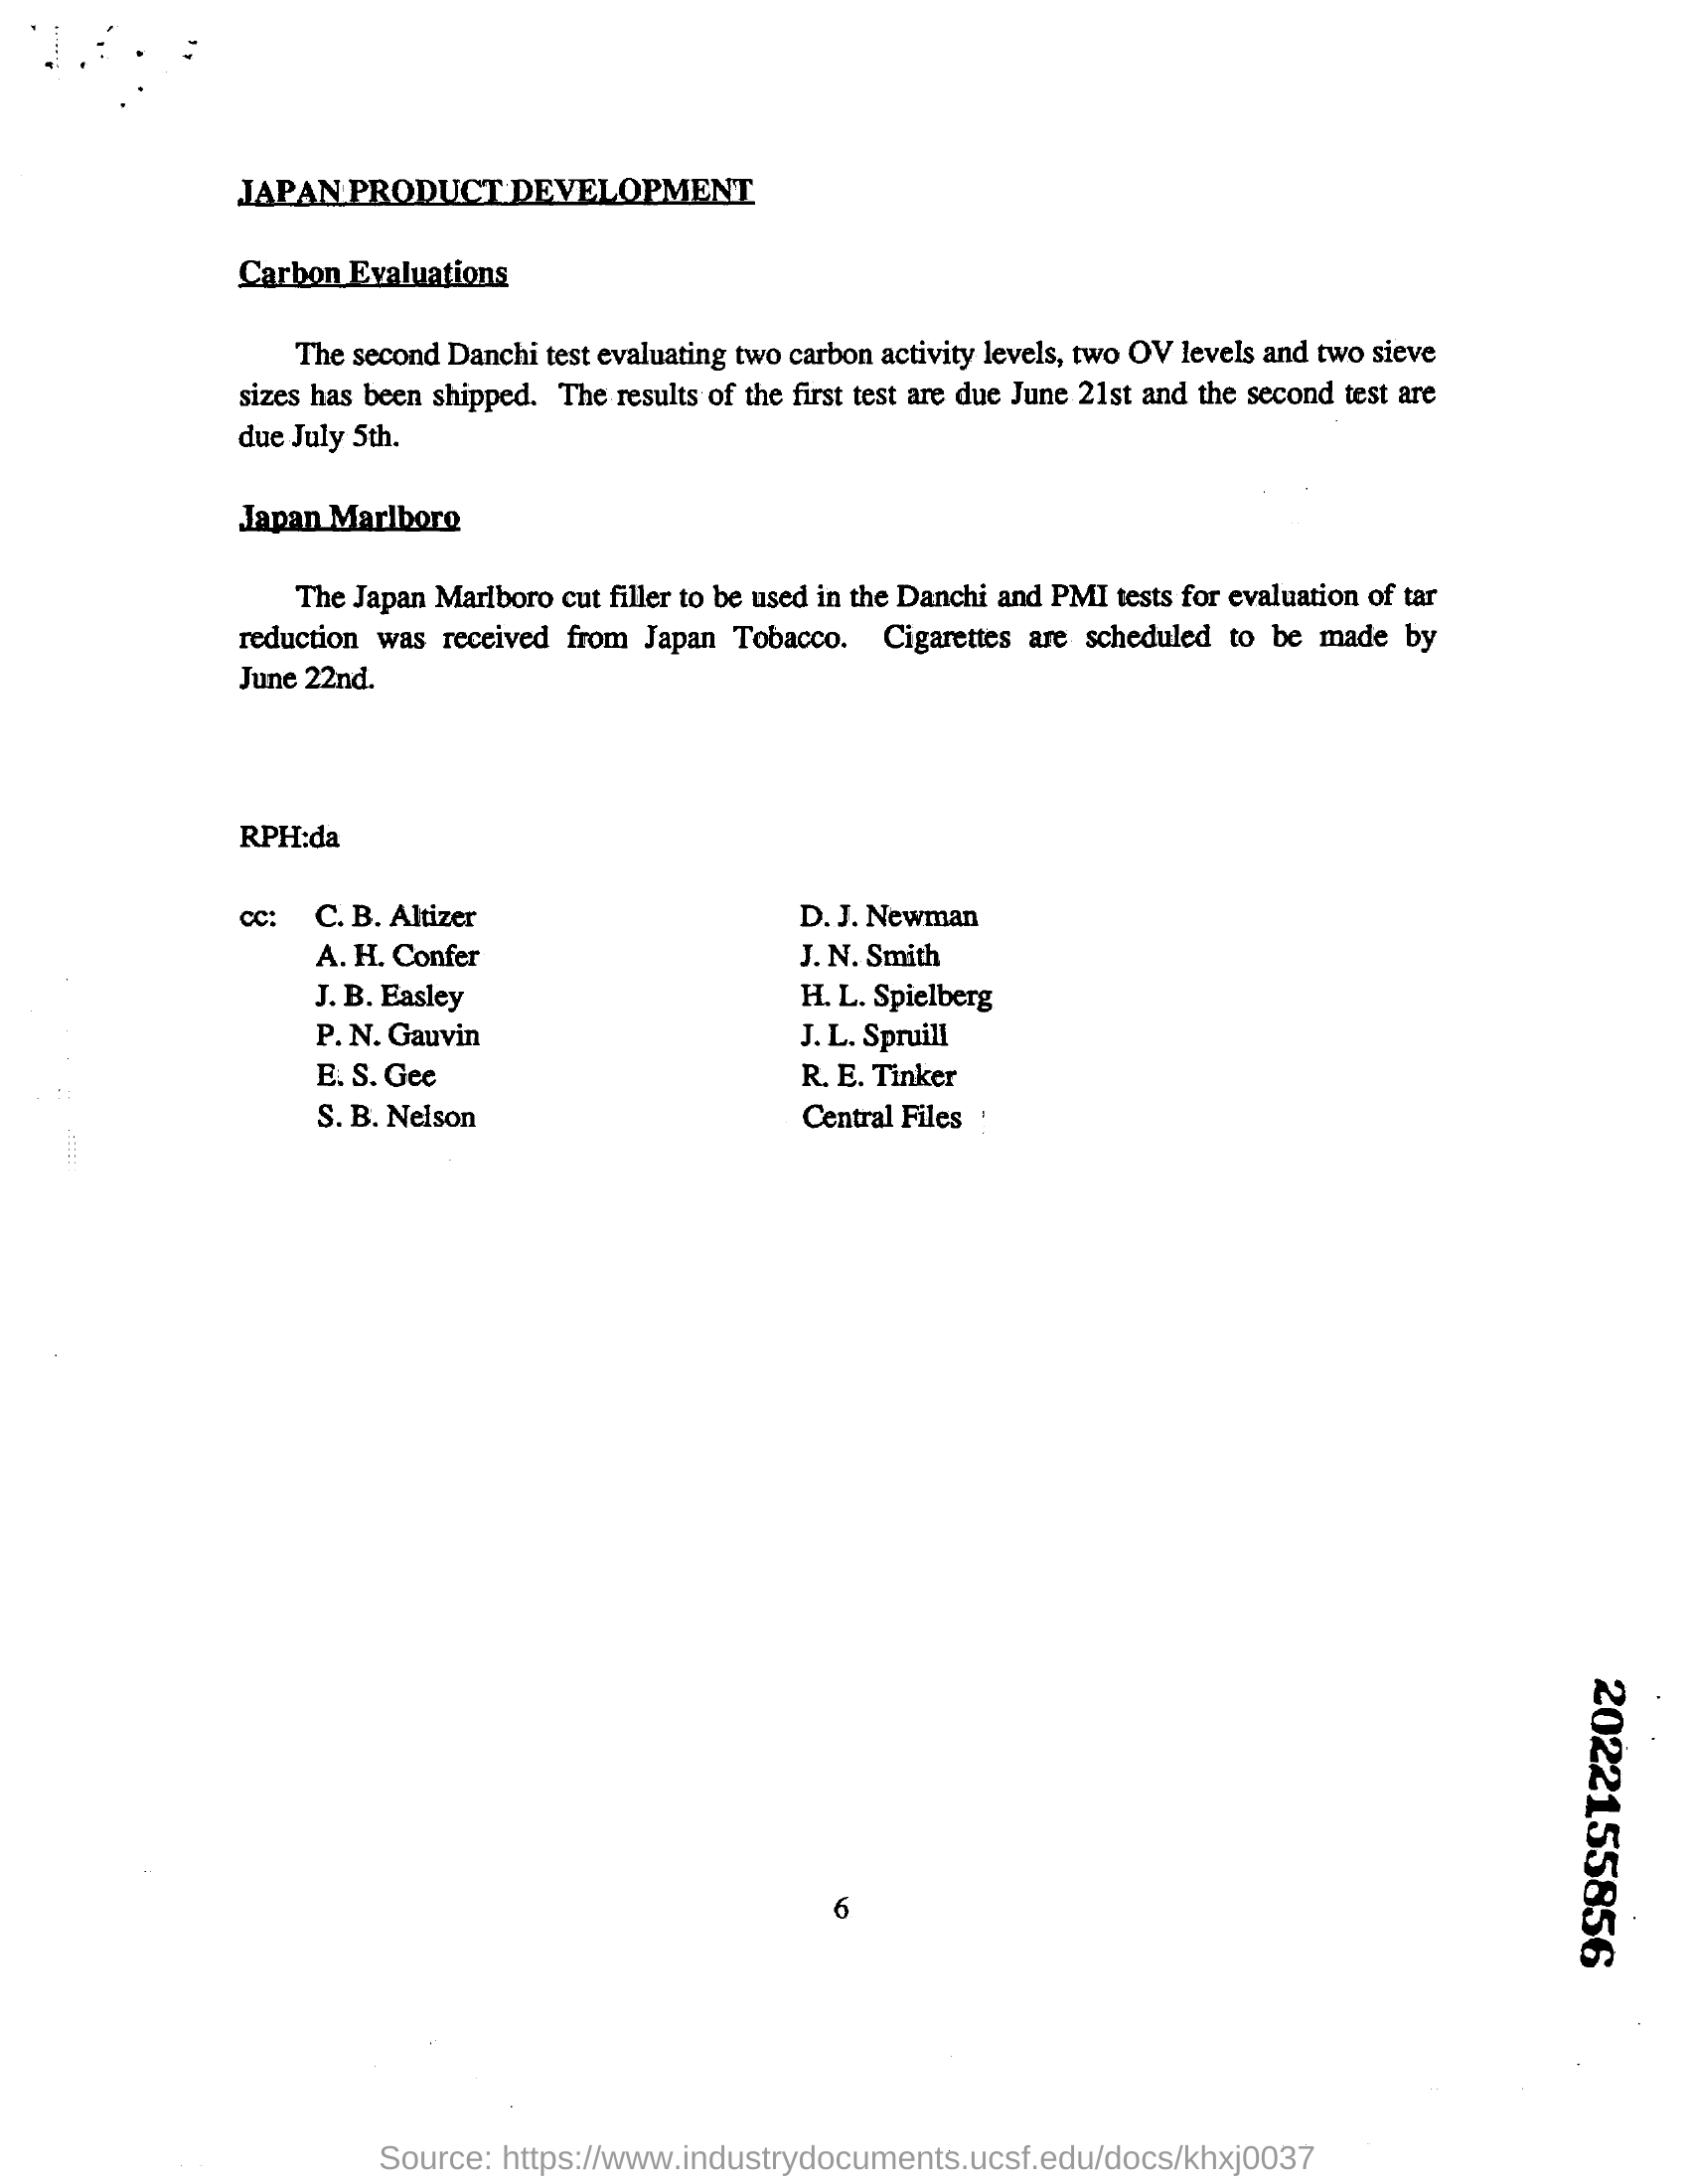 JAPAN PRODUCT DEVELOPMENT
Carbon Evaluations
The second Danchi test evaluating two carbon activity levels, two OV levels and two sieve
sizes has been shipped. The results of the first test are due June 21st and the second test are
due July 5th.
Japan Marlboro
The Japan Marlboro cut filler to be used in the Danchi and PMI tests for evaluation of tar
reduction was received from Japan Tobacco. Cigarettes are scheduled to be made by
June 22nd.
RPH:da
cc: C. B. Altizer D. J. Newman
A. H. Confer J. N. Smith
J. B. Easley H. L. Spielberg
P. N. Gauvin J. L. Spruill
E. S. Gee R. E. Tinker
S. B. Nelson Central Files
2022155856
6
Source: https://www.industrydocuments.ucsf.edu/docs/khxj0037